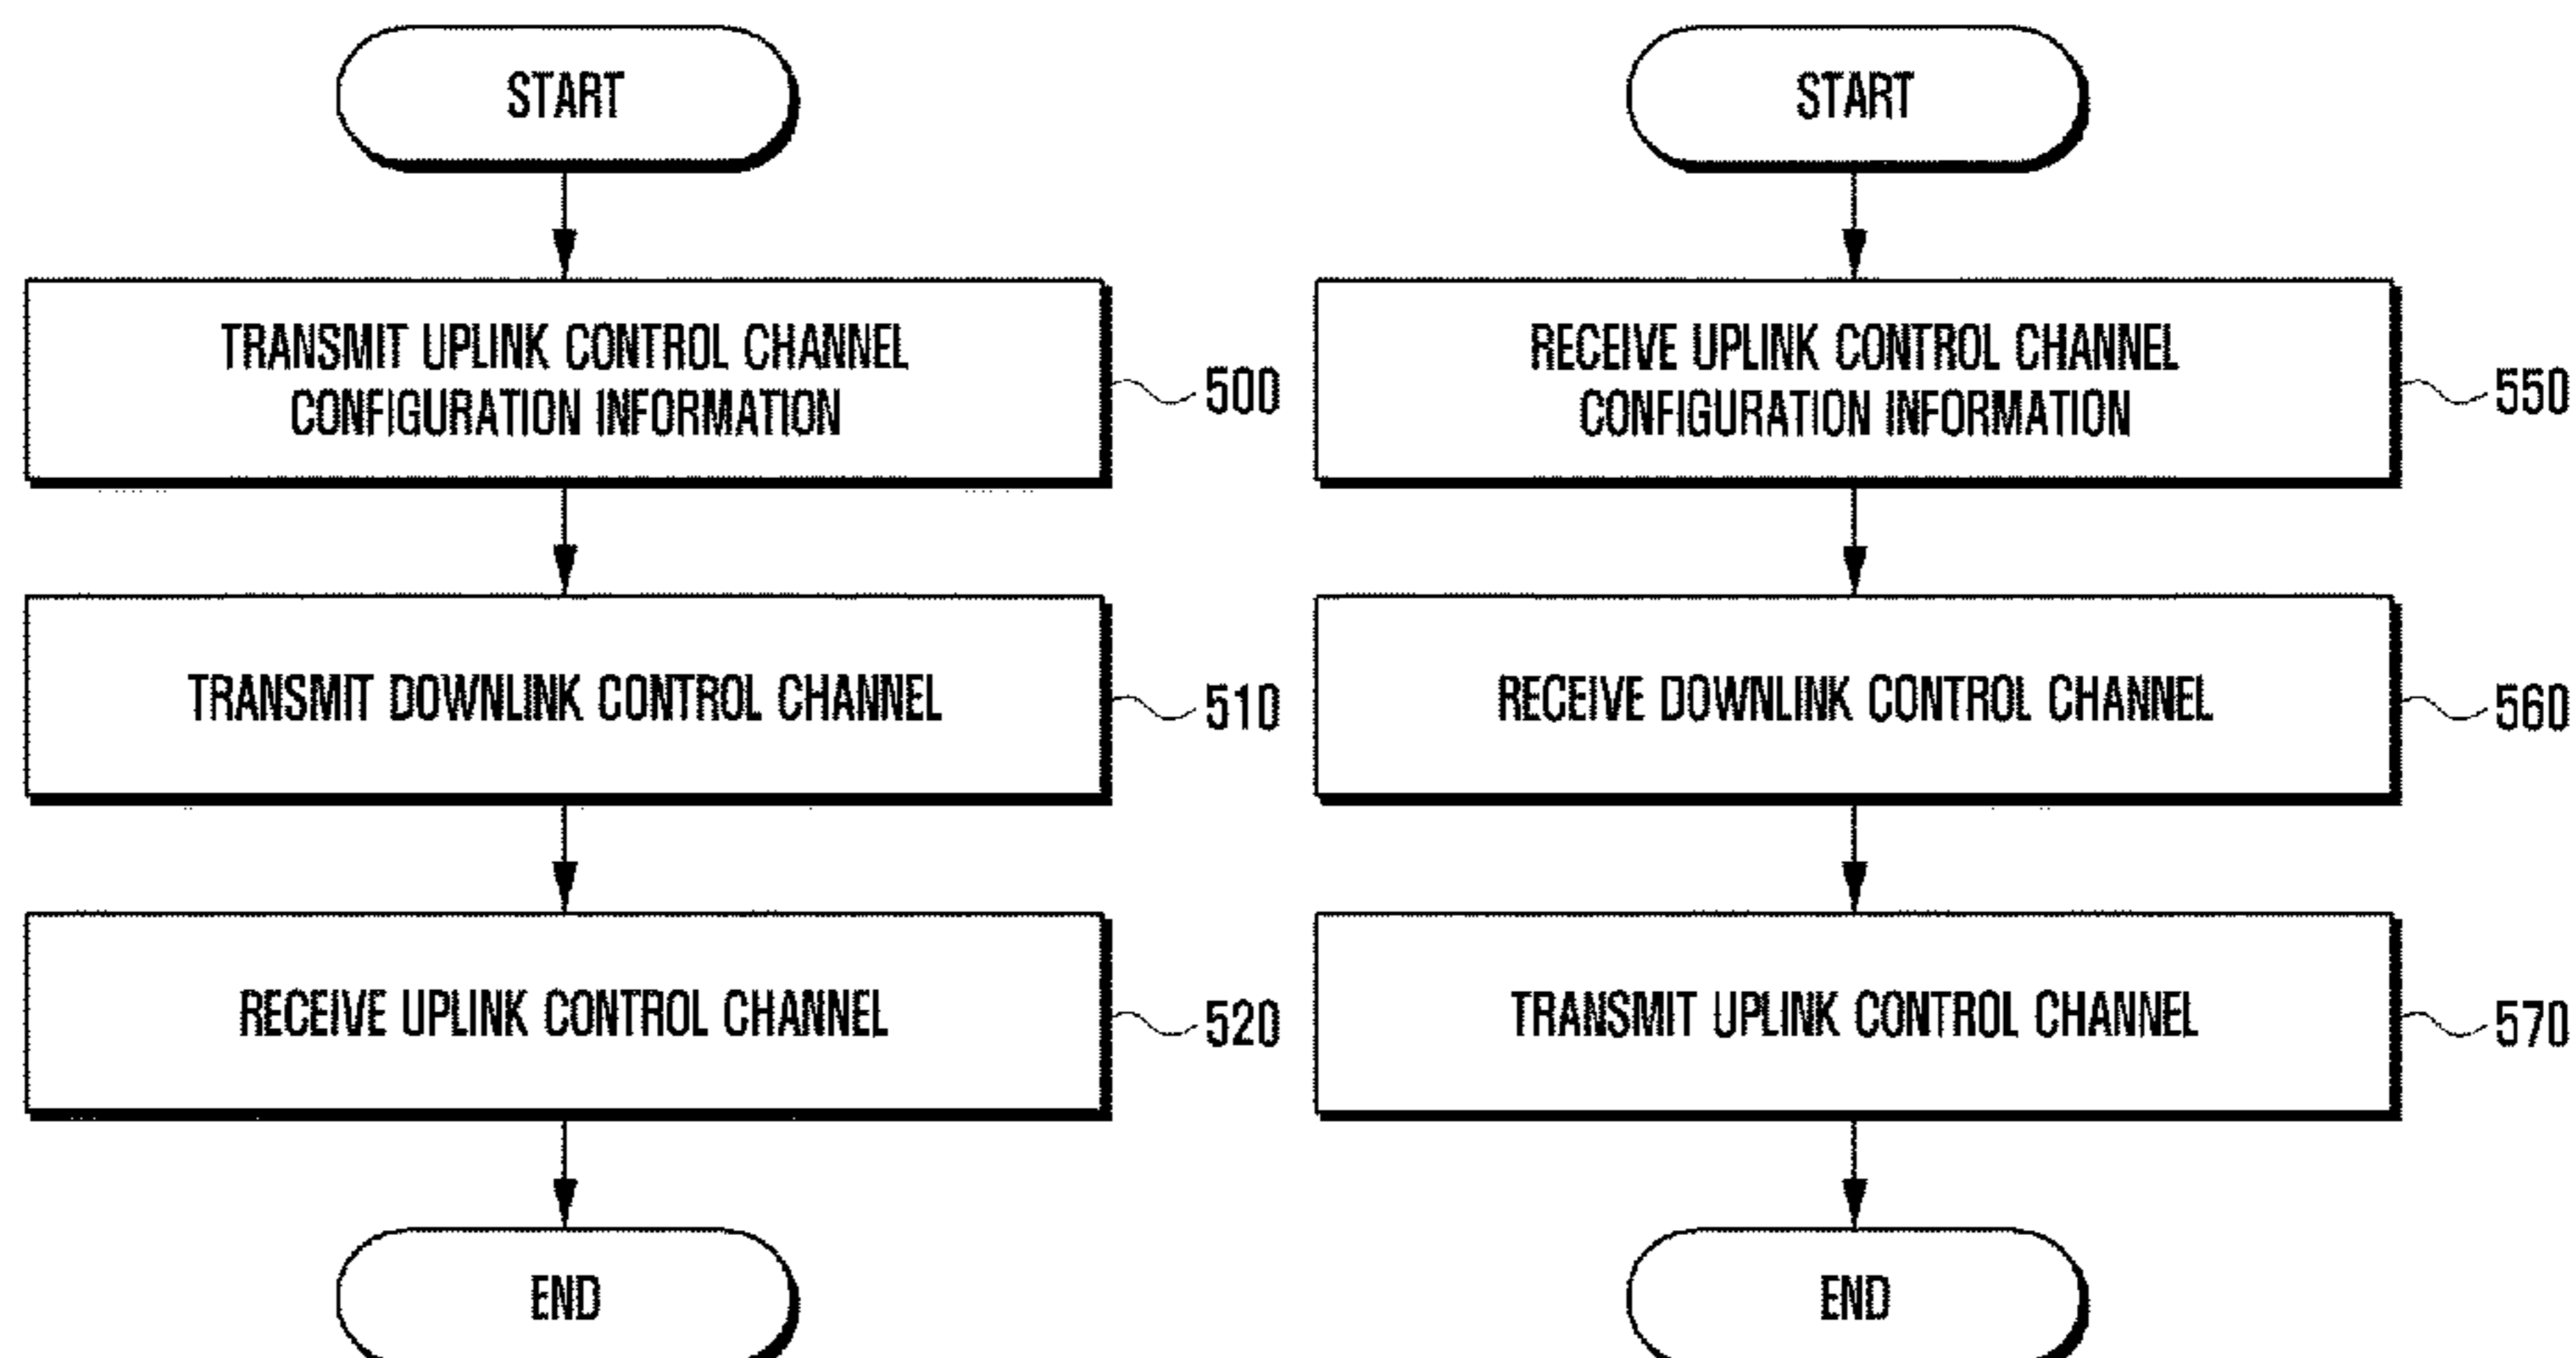 START
TRANSMIT UPLINK CONTROL CHANNEL
CONFIGURATION INFORMATION
500
TRANSMIT DOWNLINK CONTROL CHANNEL
510
RECEIVE UPLINK CONTROL CHANNEL
520
END
START
RECEIVE UPLINK CONTROL CHANNEL
CONFIGURATION INFORMATION
550
RECEIVE DOWNLINK CONTROL CHANNEL
560
TRANSMIT UPLINK CONTROL CHANNEL
570
END